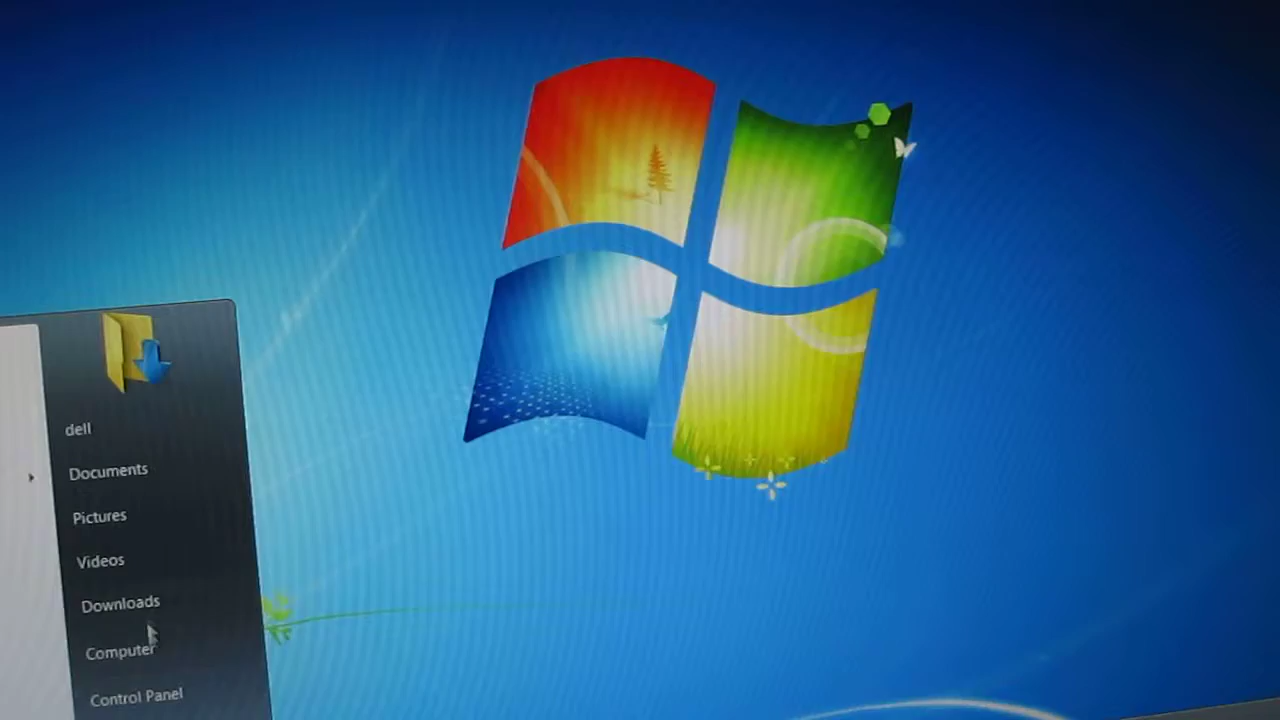 dell
Documents
Pictures
Videos
Downloads
Computer
Control Panel